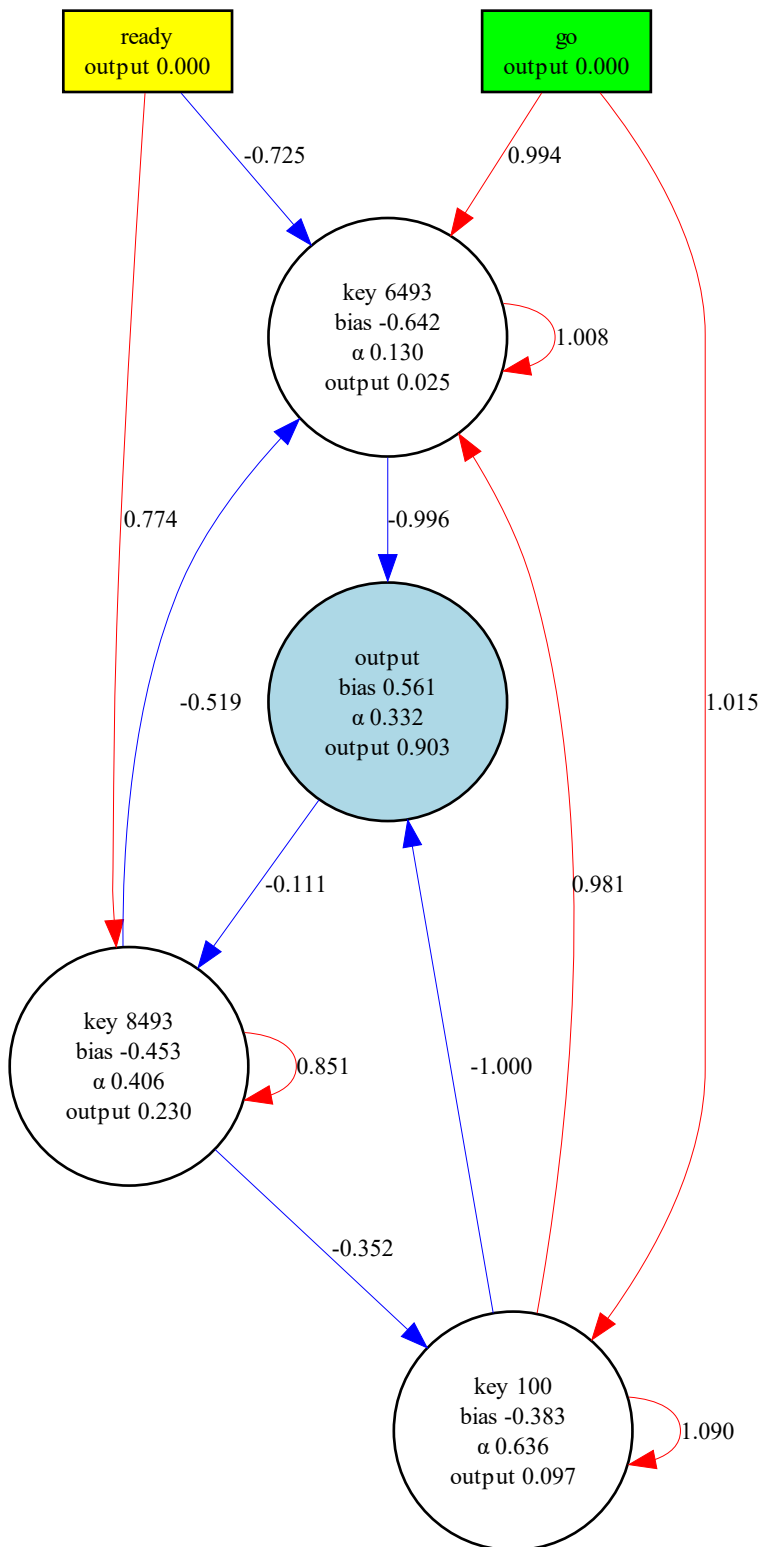 ready
output 0.000
go
output 0.000
-0.725
0.994
key 6493
bias -0.642
α 0.130
output 0.025
1.008
0.774
-0.996
output
bias 0.561
α 0.332
output 0.903
-0.519
1.015
-0.111
0.981
key 8493
bias -0.453
α 0.406
output 0.230
0.851
-1.000
-0.352
key 100
bias -0.383
α 0.636
output 0.097
1.090